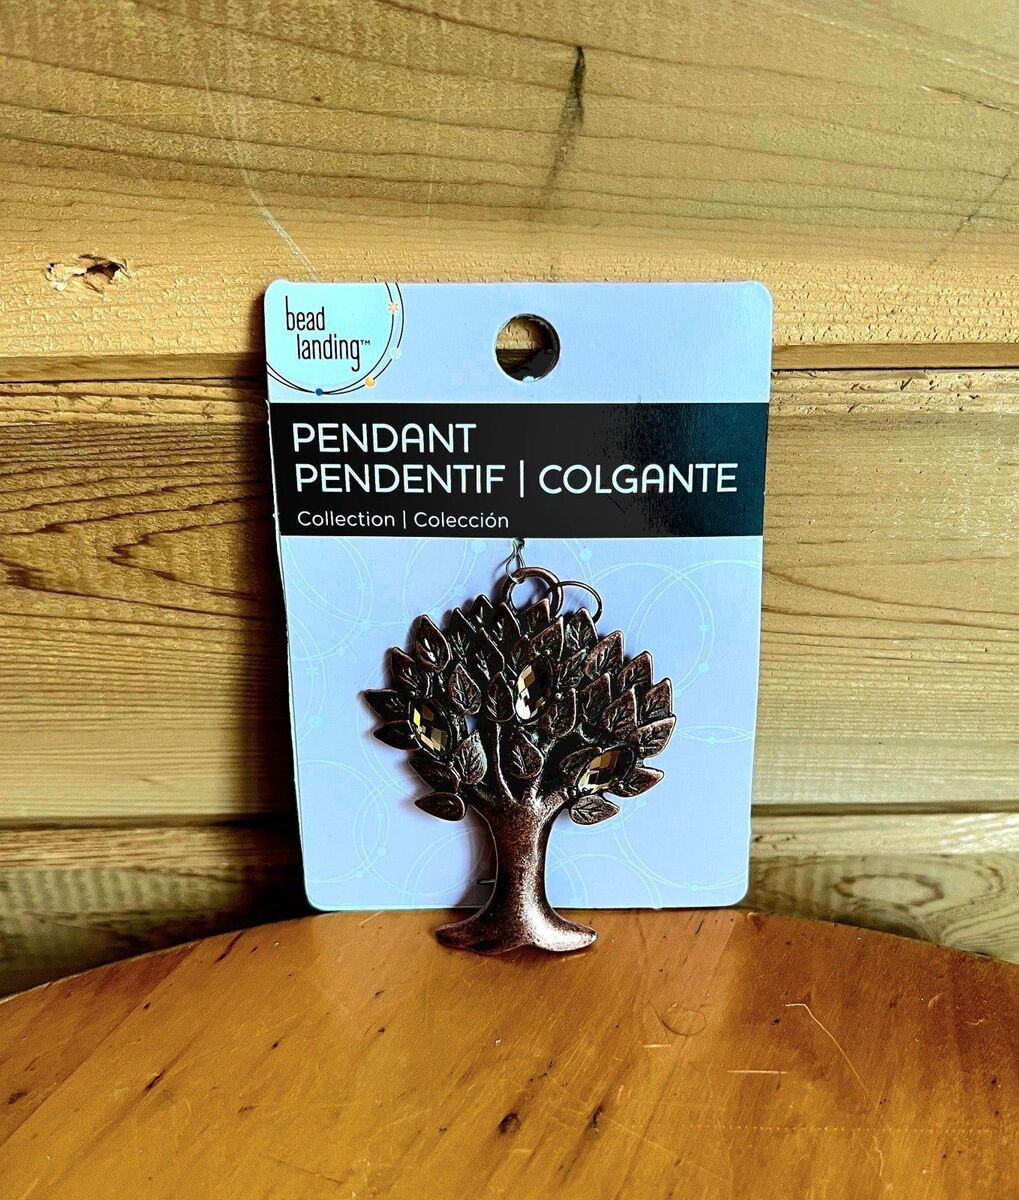 bead
landing™
PENDANT
PENDENTIF | COLGANTE
Collection | Colección